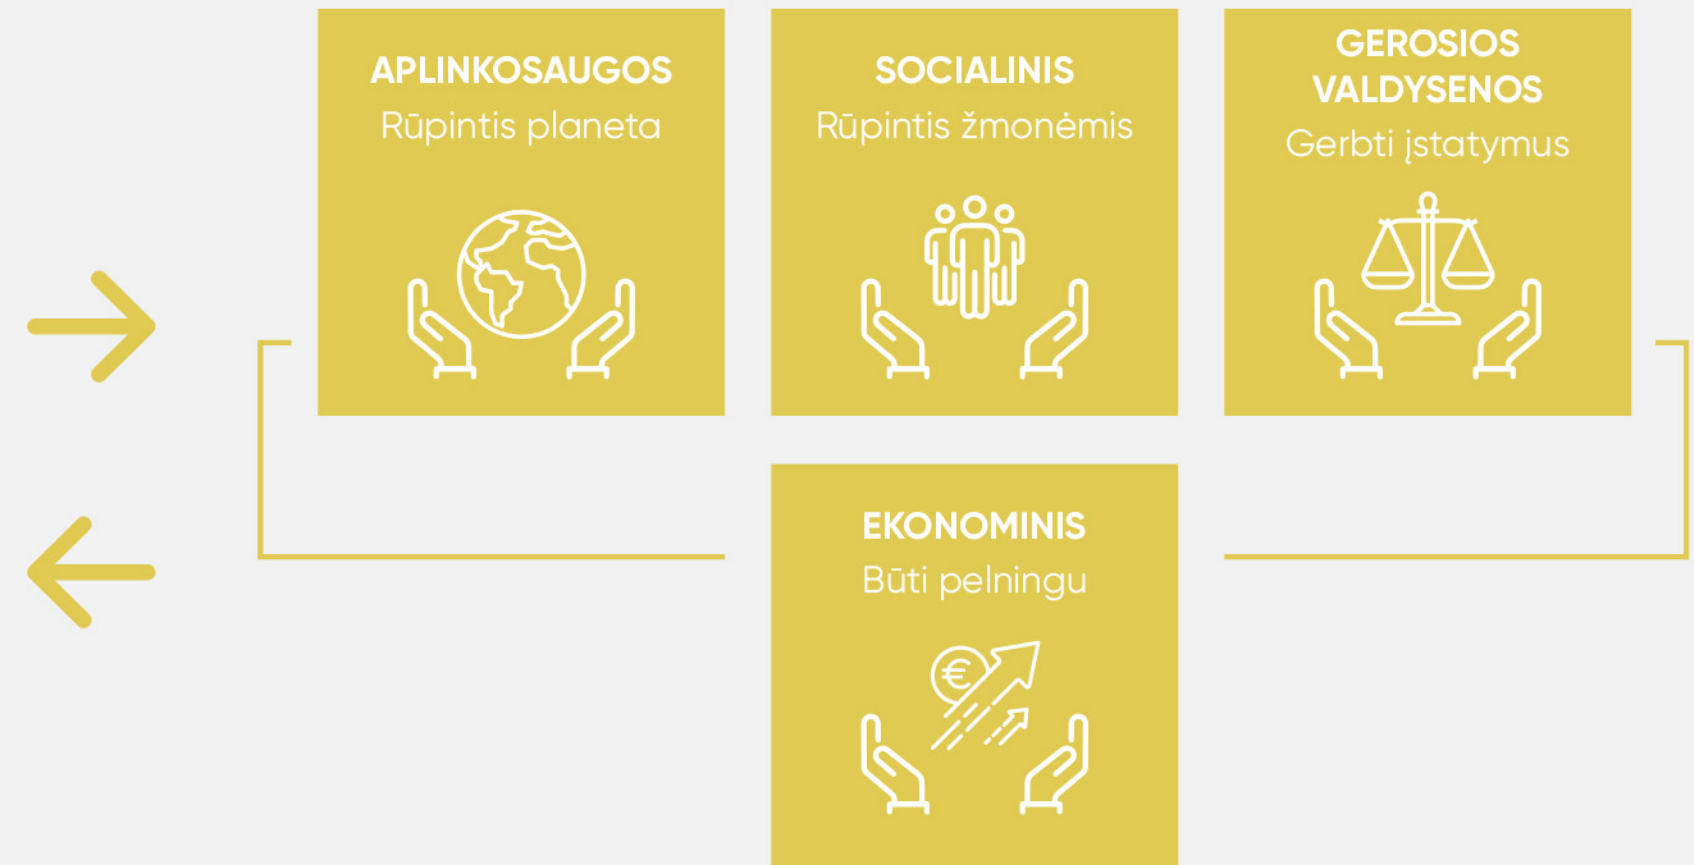 APLINKOSAUGOS
Rūpintis planeta
SOCIALINIS
Rūpintis žmonėmis
GEROSIOS
VALDYSENOS
Gerbti įstatymus
EKONOMINIS
Būti pelningu
€